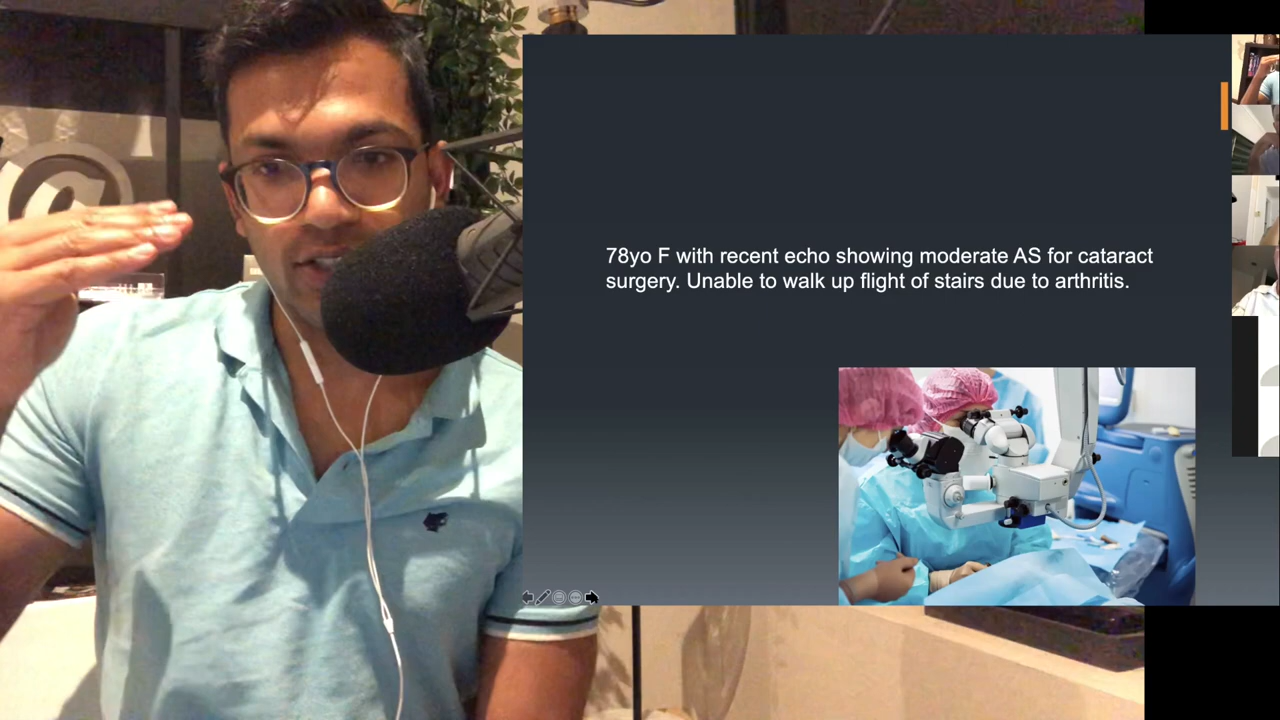 78yo F with recent echo showing moderate AS for cataract
surgery. Unable to walk up flight of stairs due to arthritis.